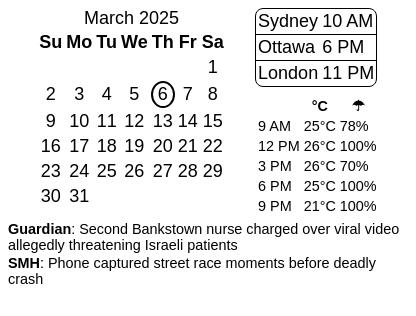 March 2025
Su Mo Tu We Th Fr Sa
1
2 3 4 5 6 7 8
9 10 11 12 13 14 15
16 17 18 19 20 21 22
23 24 25 26 27 28 29
30 31
Sydney 10 AM
Ottawa 6 PM
London 11 PM
°C ☂
9 AM 25°C 78%
12 PM 26°C 100%
3 PM 26°C 70%
6 PM 25°C 100%
9 PM 21°C 100%
Guardian: Second Bankstown nurse charged over viral video
allegedly threatening Israeli patients
SMH: Phone captured street race moments before deadly
crash